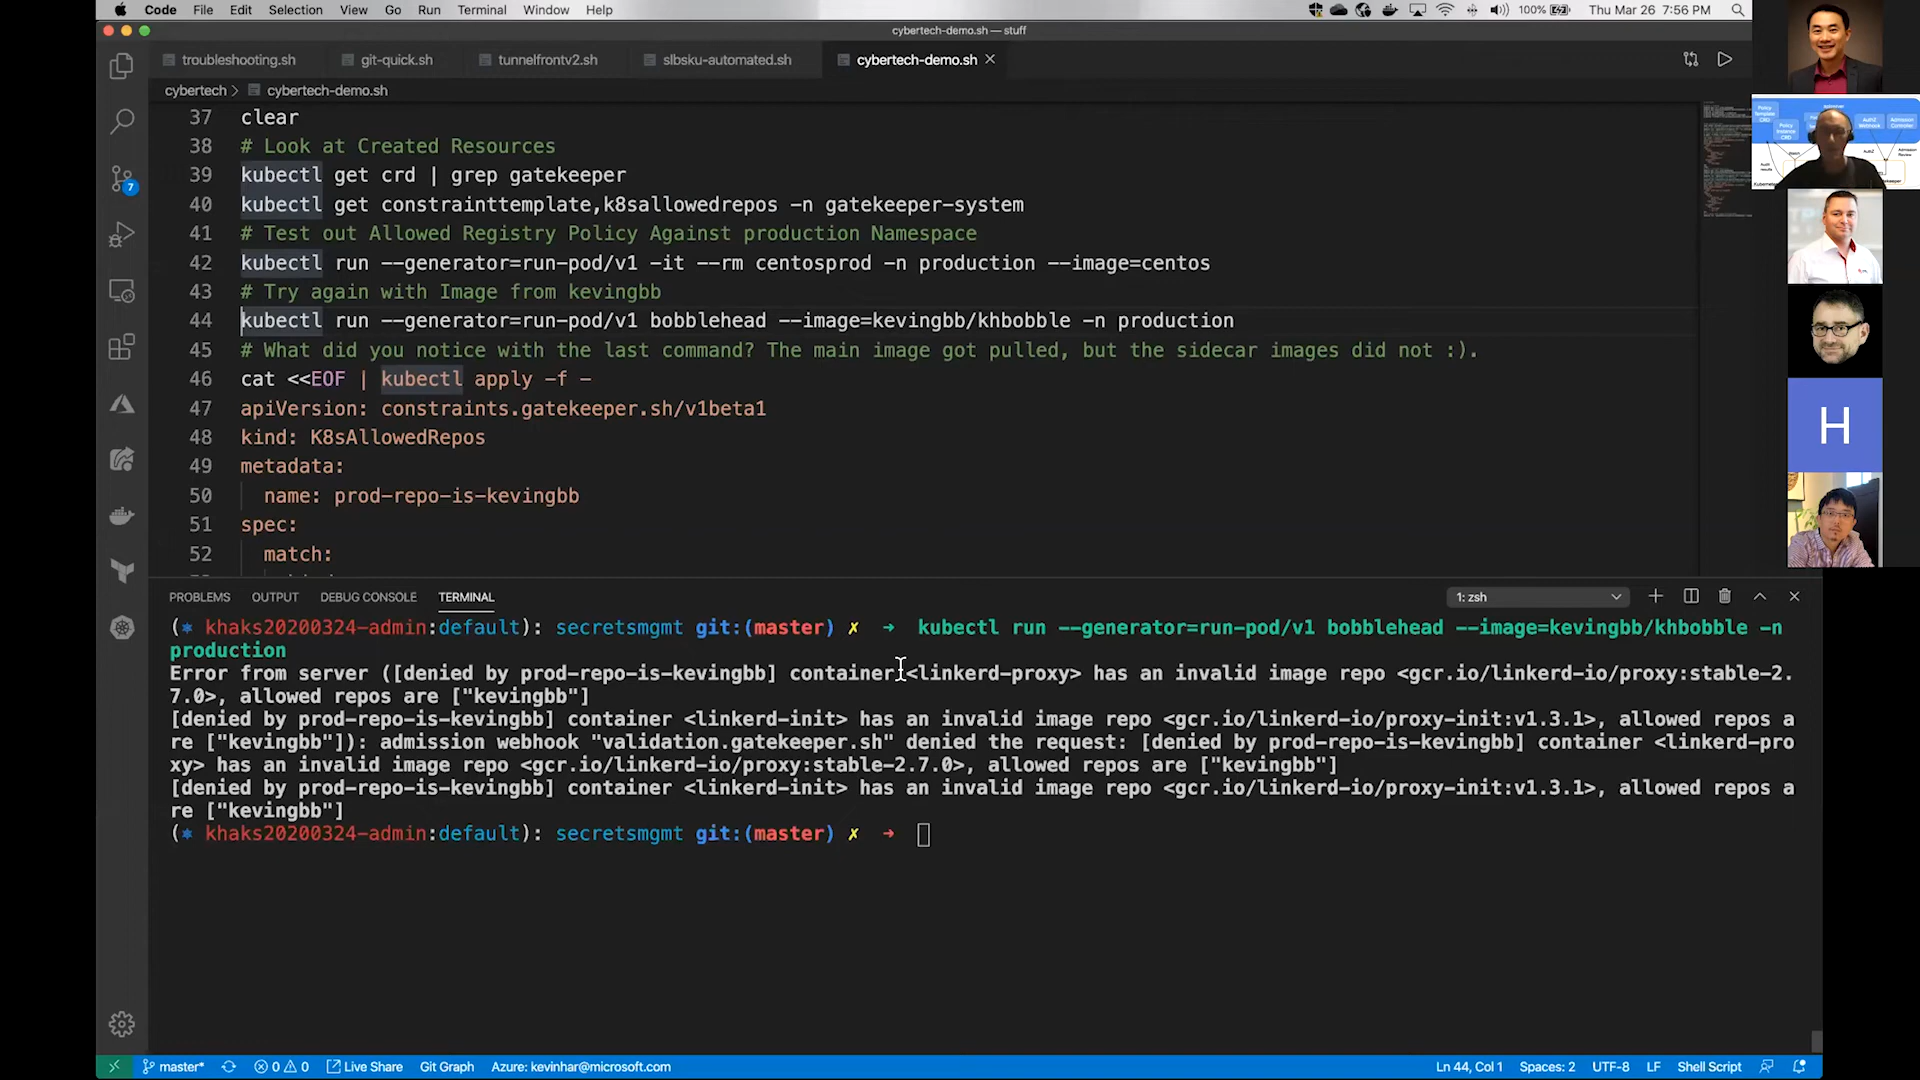 Code File Edit Selection View Go Run Terminal Window Help 100% Thu Mar 26 7:56 PM
cybertech-demo.sh — stuff
troubleshooting.sh git-quick.sh tunnelfrontv2.sh slbsku-automated.sh cybertech-demo.sh
cybertech > cybertech-demo.sh
37 clear
38 # Look at Created Resources
39 kubectl get crd | grep gatekeeper
40 kubectl get constrainttemplate,k8sallowedrepos -n gatekeeper-system
41 # Test out Allowed Registry Policy Against production Namespace
42 kubectl run --generator=run-pod/v1 -it --rm centosprod -n production --image=centos
43 # Try again with Image from kevingbb
44 kubectl run --generator=run-pod/v1 bobblehead --image=kevingbb/khbobble -n production
45 # What did you notice with the last command? The main image got pulled, but the sidecar images did not :).
46 cat <<EOF | kubectl apply -f -
47 apiVersion: constraints.gatekeeper.sh/v1beta1
48 kind: K8sAllowedRepos
49 metadata:
50 name: prod-repo-is-kevingbb
51 spec:
52 match:
7
H
PROBLEMS OUTPUT DEBUG CONSOLE TERMINAL 1: zsh
(* khaks20200324-admin:default): secretsmgmt git:(master) ✗ → kubectl run --generator=run-pod/v1 bobblehead --image=kevingbb/khbobble -n
production
Error from server ([denied by prod-repo-is-kevingbb] container <linkerd-proxy> has an invalid image repo <gcr.io/linkerd-io/proxy:stable-2.
7.0>, allowed repos are ["kevingbb"]
[denied by prod-repo-is-kevingbb] container <linkerd-init> has an invalid image repo <gcr.io/linkerd-io/proxy-init:v1.3.1>, allowed repos a
re ["kevingbb"]): admission webhook "validation.gatekeeper.sh" denied the request: [denied by prod-repo-is-kevingbb] container <linkerd-pro
xy> has an invalid image repo <gcr.io/linkerd-io/proxy:stable-2.7.0>, allowed repos are ["kevingbb"]
[denied by prod-repo-is-kevingbb] container <linkerd-init> has an invalid image repo <gcr.io/linkerd-io/proxy-init:v1.3.1>, allowed repos a
re ["kevingbb"]
(* khaks20200324-admin:default): secretsmgmt git:(master) ✗ →
master* 0 0 Live Share Git Graph Azure: kevinhar@microsoft.com Ln 44, Col 1 Spaces: 2 UTF-8 LF Shell Script